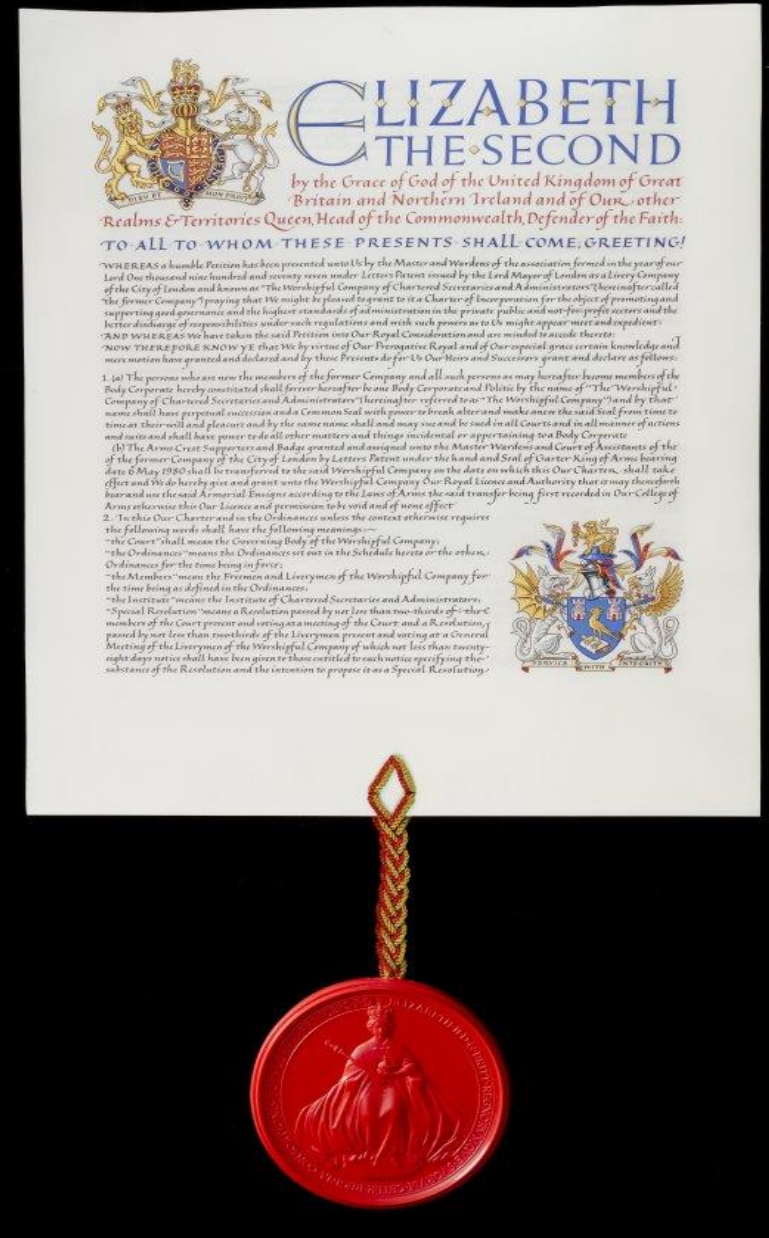 ELIZABETH
THE·SECOND
by the Grace of God of the United Kingdom of Great
Britain and Northern Ireland and of Our other
Realms & Territories Queen, Head of the Commonwealth, Defender of the Faith:
TO ALL TO WHOM THESE PRESENTS SHALL COME, GREETING!
WHEREAS a humble Petition has been presented unto Us by the Master and Wardens of the association formed in the year of our
Lord One thousand nine hundred and seventy seven under Letters Patent issued by the Lord Mayor of London as a Livery Company
of the City of London and known as "The Worshipful Company of Chartered Secretaries and Administrators" (hereinafter called
"the former Company") praying that We might be pleased to grant to it a Charter of Incorporation for the object of promoting and
supporting good governance and the highest standards of administration in the private public and not-for-profit sectors and the
better discharge of responsibilities under such regulations and with such powers as to Us might appear meet and expedient:
AND WHEREAS We have taken the said Petition into Our Royal Consideration and are minded to accede thereto:
NOW THEREFORE KNOW YE that We by virtue of Our Prerogative Royal and of Our especial grace certain knowledge and
mere motion have granted and declared and by these Presents do for Us Our Heirs and Successors grant and declare as follows:
1. (a) The persons who are now the members of the former Company and all such persons as may hereafter become members of the
Body Corporate hereby constituted shall forever hereafter be one Body Corporate and Politic by the name of "The Worshipful
Company of Chartered Secretaries and Administrators" (hereinafter referred to as "The Worshipful Company") and by that
name shall have perpetual succession and a Common Seal with power to break alter and make anew the said Seal from time to
time at their will and pleasure and by the same name shall and may sue and be sued in all Courts and in all manner of actions
and suits and shall have power to do all other matters and things incidental or appertaining to a Body Corporate
(b) The Arms Crest Supporters and Badge granted and assigned unto the Master Wardens and Court of Assistants of the
of the former Company of the City of London by Letters Patent under the hand and Seal of Garter King of Arms bearing
date 6 May 1980 shall be transferred to the said Worshipful Company on the date on which this Our Charter shall take
effect and We do hereby give and grant unto the Worshipful Company Our Royal Licence and Authority that it may thenceforth
bear and use the said Armorial Ensigns according to the Laws of Arms the said transfer being first recorded in Our College of
Arms otherwise this Our Licence and permission to be void and of none effect
2. In this Our Charter and in the Ordinances unless the context otherwise requires
the following words shall have the following meanings:—
"the Court" shall mean the Governing Body of the Worshipful Company;
"the Ordinances" means the Ordinances set out in the Schedule hereto or the other
Ordinances for the time being in force;
"the Members" mean the Freemen and Liverymen of the Worshipful Company for
the time being as defined in the Ordinances;
"the Institute" means the Institute of Chartered Secretaries and Administrators;
"Special Resolution" means a Resolution passed by not less than two-thirds of the
members of the Court present and voting at a meeting of the Court and a Resolution
passed by not less than two-thirds of the Liverymen present and voting at a General
Meeting of the Liverymen of the Worshipful Company of which not less than twenty-
eight days notice shall have been given to those entitled to such notice specifying the
substance of the Resolution and the intention to propose it as a Special Resolution
DIEU ET MON DROIT
SERVICE WITH INTEGRITY